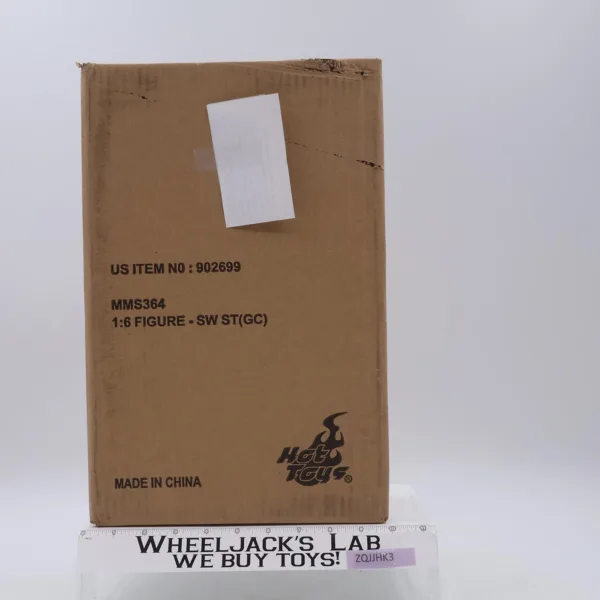 US ITEM N0 : 902699
MMS364
1:6 FIGURE - SW ST(GC)
Hot
Toys®
MADE IN CHINA
WHEELJACK'S LAB
WE BUY TOYS!
ZQJJHK3